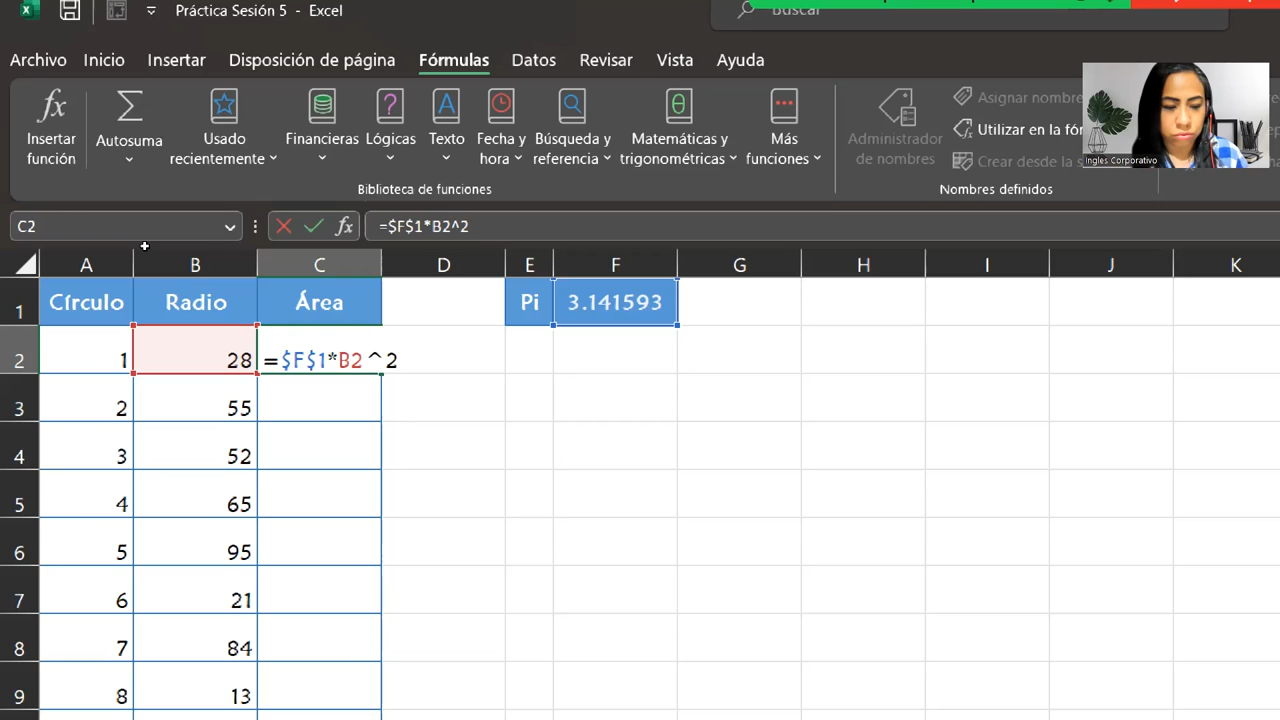 Práctica Sesión 5 - Excel
Buscar
Archivo Inicio Insertar Disposición de página Fórmulas Datos Revisar Vista Ayuda
Insertar función
Autosuma
Usado recientemente
Financieras
Lógicas
Texto
Fecha y hora
Búsqueda y referencia
Matemáticas y trigonométricas
Más funciones
Biblioteca de funciones
Administrador de nombres
Asignar nombre
Utilizar en la fór
Crear desde la s
Nombres definidos
Ingles Corporativo
C2 fx =$F$1*B2^2
A B C D E F G H I J K
1 Círculo Radio Área Pi 3.141593
2 1 28 =$F$1*B2^2
3 2 55
4 3 52
5 4 65
6 5 95
7 6 21
8 7 84
9 8 13